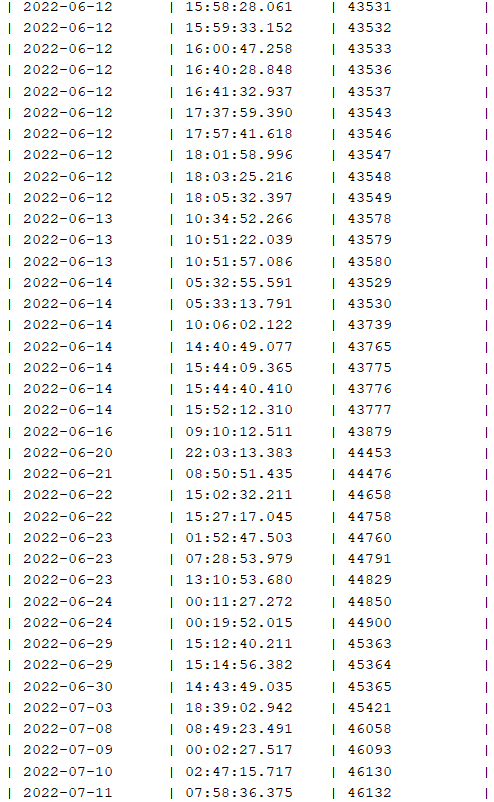 | 2022-06-12 | 15:58:28.061 | 43531 |
| 2022-06-12 | 15:59:33.152 | 43532 |
| 2022-06-12 | 16:00:47.258 | 43533 |
| 2022-06-12 | 16:40:28.848 | 43536 |
| 2022-06-12 | 16:41:32.937 | 43537 |
| 2022-06-12 | 17:37:59.390 | 43543 |
| 2022-06-12 | 17:57:41.618 | 43546 |
| 2022-06-12 | 18:01:58.996 | 43547 |
| 2022-06-12 | 18:03:25.216 | 43548 |
| 2022-06-12 | 18:05:32.397 | 43549 |
| 2022-06-13 | 10:34:52.266 | 43578 |
| 2022-06-13 | 10:51:22.039 | 43579 |
| 2022-06-13 | 10:51:57.086 | 43580 |
| 2022-06-14 | 05:32:55.591 | 43529 |
| 2022-06-14 | 05:33:13.791 | 43530 |
| 2022-06-14 | 10:06:02.122 | 43739 |
| 2022-06-14 | 14:40:49.077 | 43765 |
| 2022-06-14 | 15:44:09.365 | 43775 |
| 2022-06-14 | 15:44:40.410 | 43776 |
| 2022-06-14 | 15:52:12.310 | 43777 |
| 2022-06-16 | 09:10:12.511 | 43879 |
| 2022-06-20 | 22:03:13.383 | 44453 |
| 2022-06-21 | 08:50:51.435 | 44476 |
| 2022-06-22 | 15:02:32.211 | 44658 |
| 2022-06-22 | 15:27:17.045 | 44758 |
| 2022-06-23 | 01:52:47.503 | 44760 |
| 2022-06-23 | 07:28:53.979 | 44791 |
| 2022-06-23 | 13:10:53.680 | 44829 |
| 2022-06-24 | 00:11:27.272 | 44850 |
| 2022-06-24 | 00:19:52.015 | 44900 |
| 2022-06-29 | 15:12:40.211 | 45363 |
| 2022-06-29 | 15:14:56.382 | 45364 |
| 2022-06-30 | 14:43:49.035 | 45365 |
| 2022-07-03 | 18:39:02.942 | 45421 |
| 2022-07-08 | 08:49:23.491 | 46058 |
| 2022-07-09 | 00:02:27.517 | 46093 |
| 2022-07-10 | 02:47:15.717 | 46130 |
| 2022-07-11 | 07:58:36.375 | 46132 |